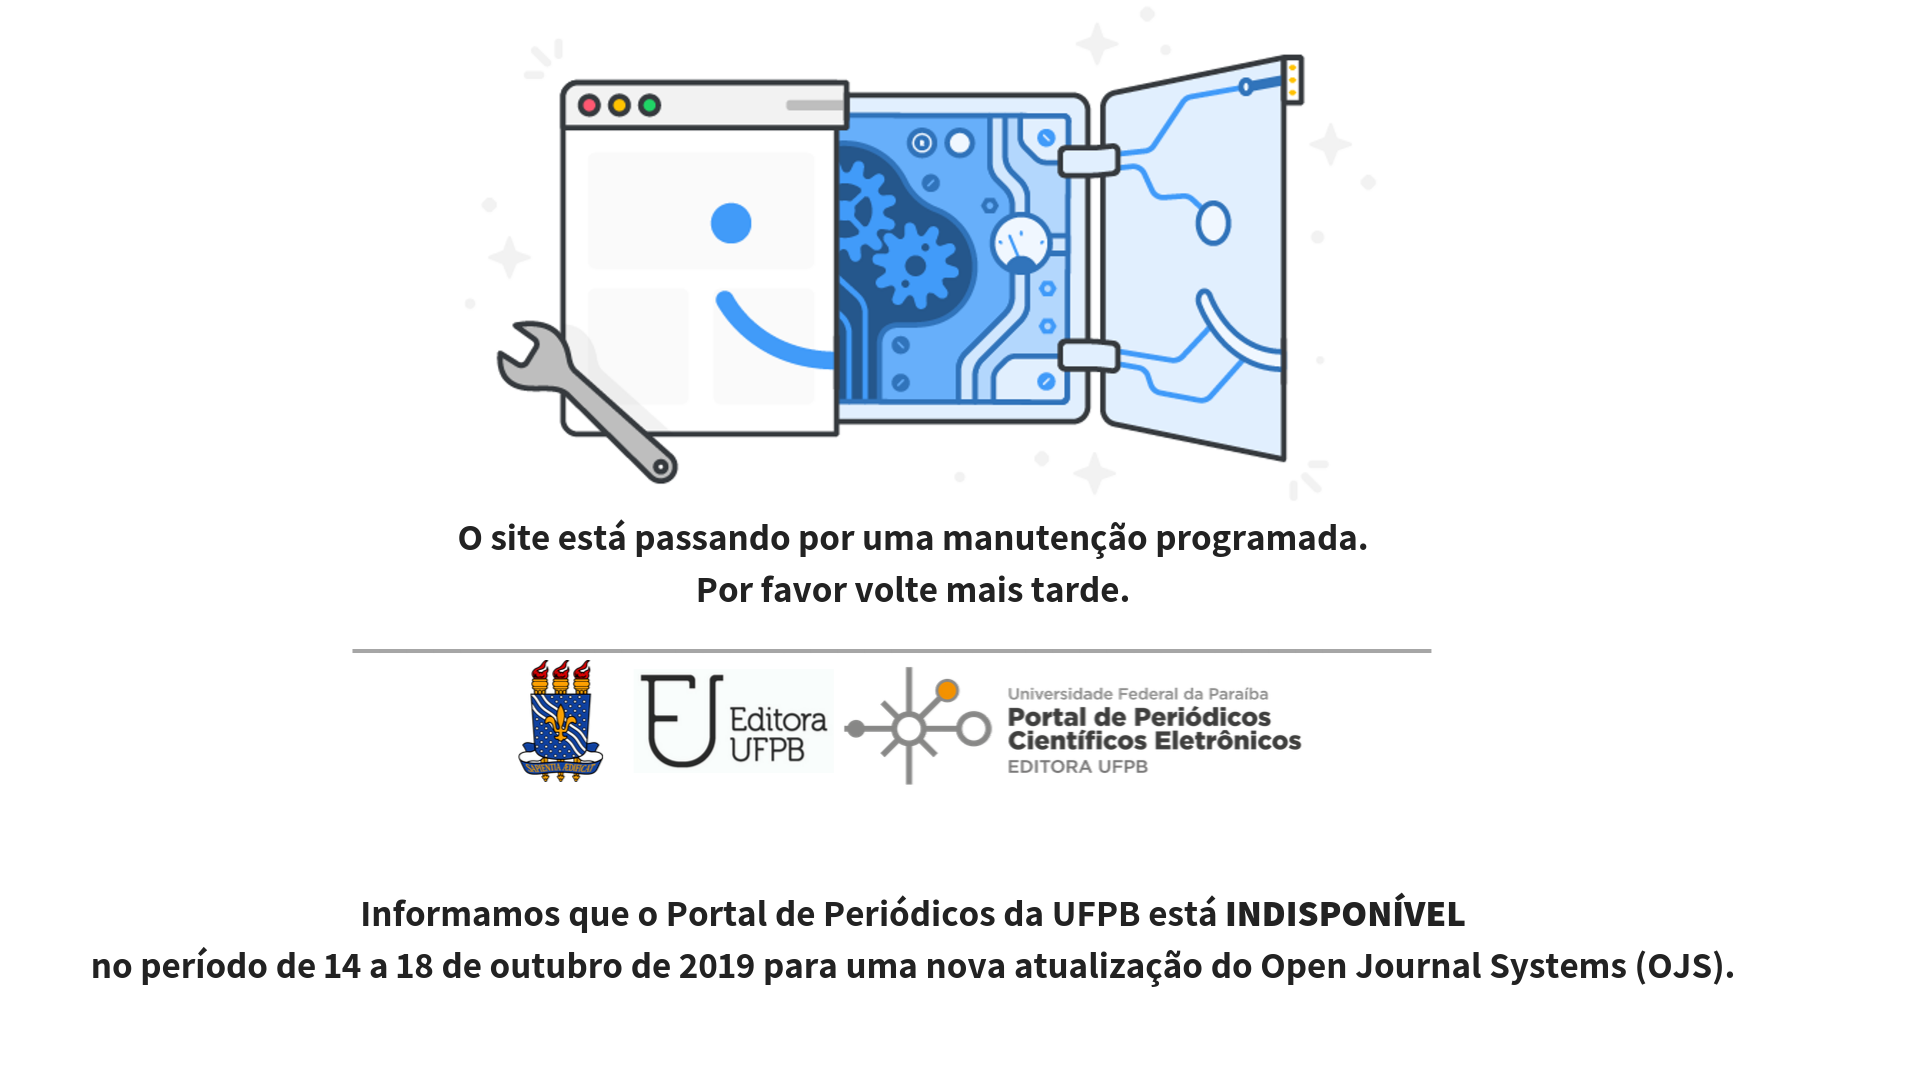 O site está passando por uma manutenção programada.
Por favor volte mais tarde.
SAPIENTIA ÆDIFICAT
Editora
UFPB
Universidade Federal da Paraíba
Portal de Periódicos
Científicos Eletrônicos
EDITORA UFPB
Informamos que o Portal de Periódicos da UFPB está INDISPONÍVEL
no período de 14 a 18 de outubro de 2019 para uma nova atualização do Open Journal Systems (OJS).